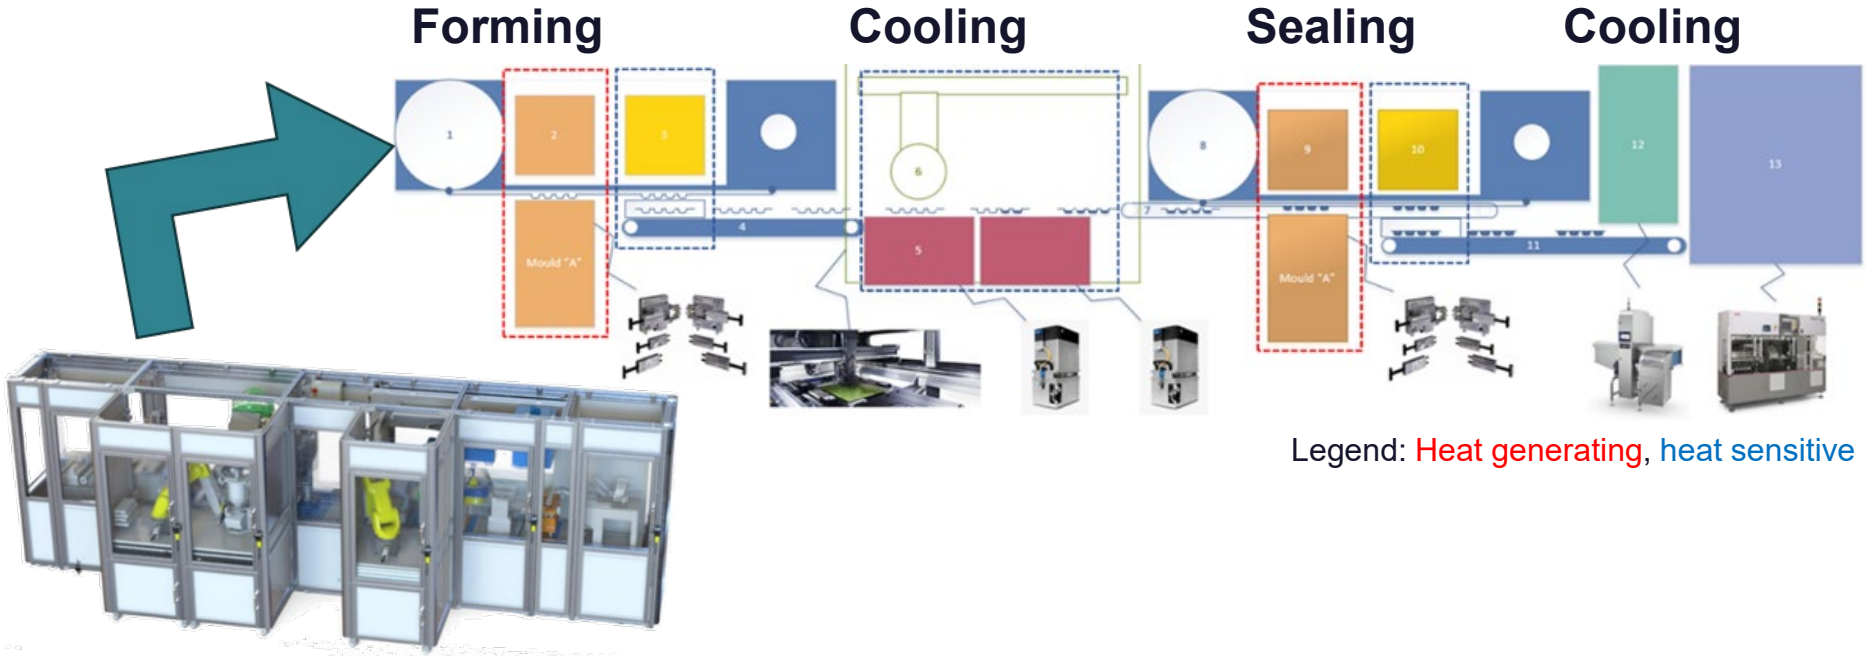 Forming
Cooling
Sealing
Cooling
1
2
3
4
5
6
7
8
9
10
11
12
13
Mould "A"
Mould "A"
Legend: Heat generating, heat sensitive